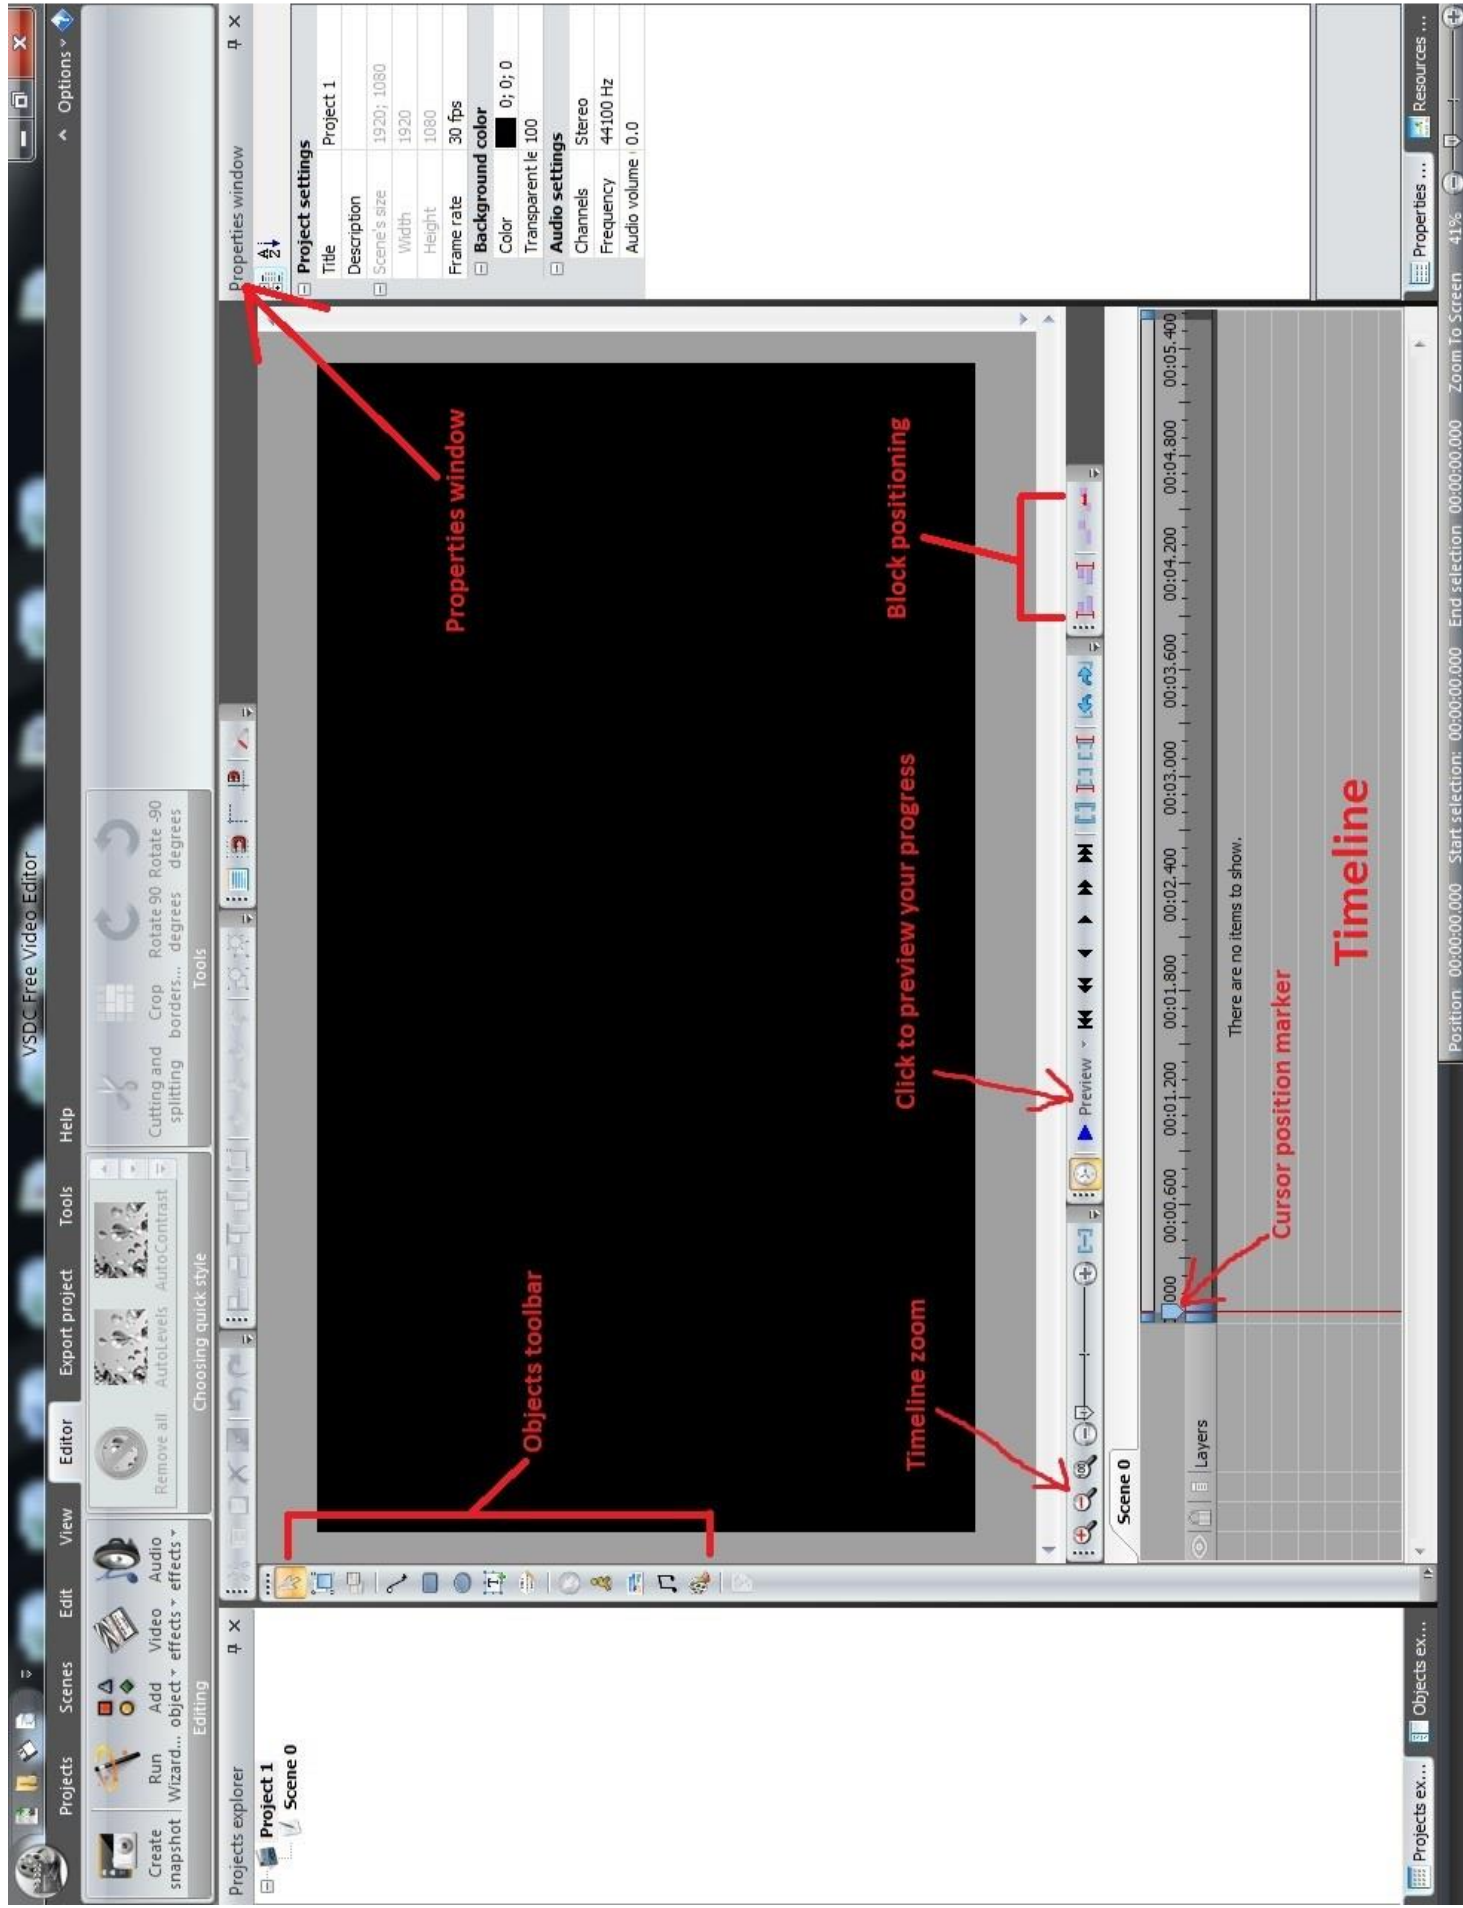 VSDC Free Video Editor
Projects
Scenes
Edit
View
Editor
Export project
Tools
Help
Options
Create
snapshot
Run
Wizard...
Add
object
Video
effects
Audio
effects
Editing
Remove all
AutoLevels
AutoContrast
Choosing quick style
Cutting and
splitting
Crop
borders...
Rotate 90
degrees
Rotate -90
degrees
Tools
Projects explorer
Project 1
Scene 0
Projects ex...
Objects ex...
Objects toolbar
Properties window
Timeline zoom
Click to preview your progress
Block positioning
Preview
Scene 0
000
00:00.600
00:01.200
00:01.800
00:02.400
00:03.000
00:03.600
00:04.200
00:04.800
00:05.400
Layers
There are no items to show.
Cursor position marker
Timeline
Properties window
Project settings
Title Project 1
Description
Scene's size 1920; 1080
Width 1920
Height 1080
Frame rate 30 fps
Background color
Color 0; 0; 0
Transparent le 100
Audio settings
Channels Stereo
Frequency 44100 Hz
Audio volume ( 0.0
Properties ...
Resources ...
Position 00:00:00.000 Start selection: 00:00:00.000 End selection 00:00:00.000 Zoom To Screen 41%